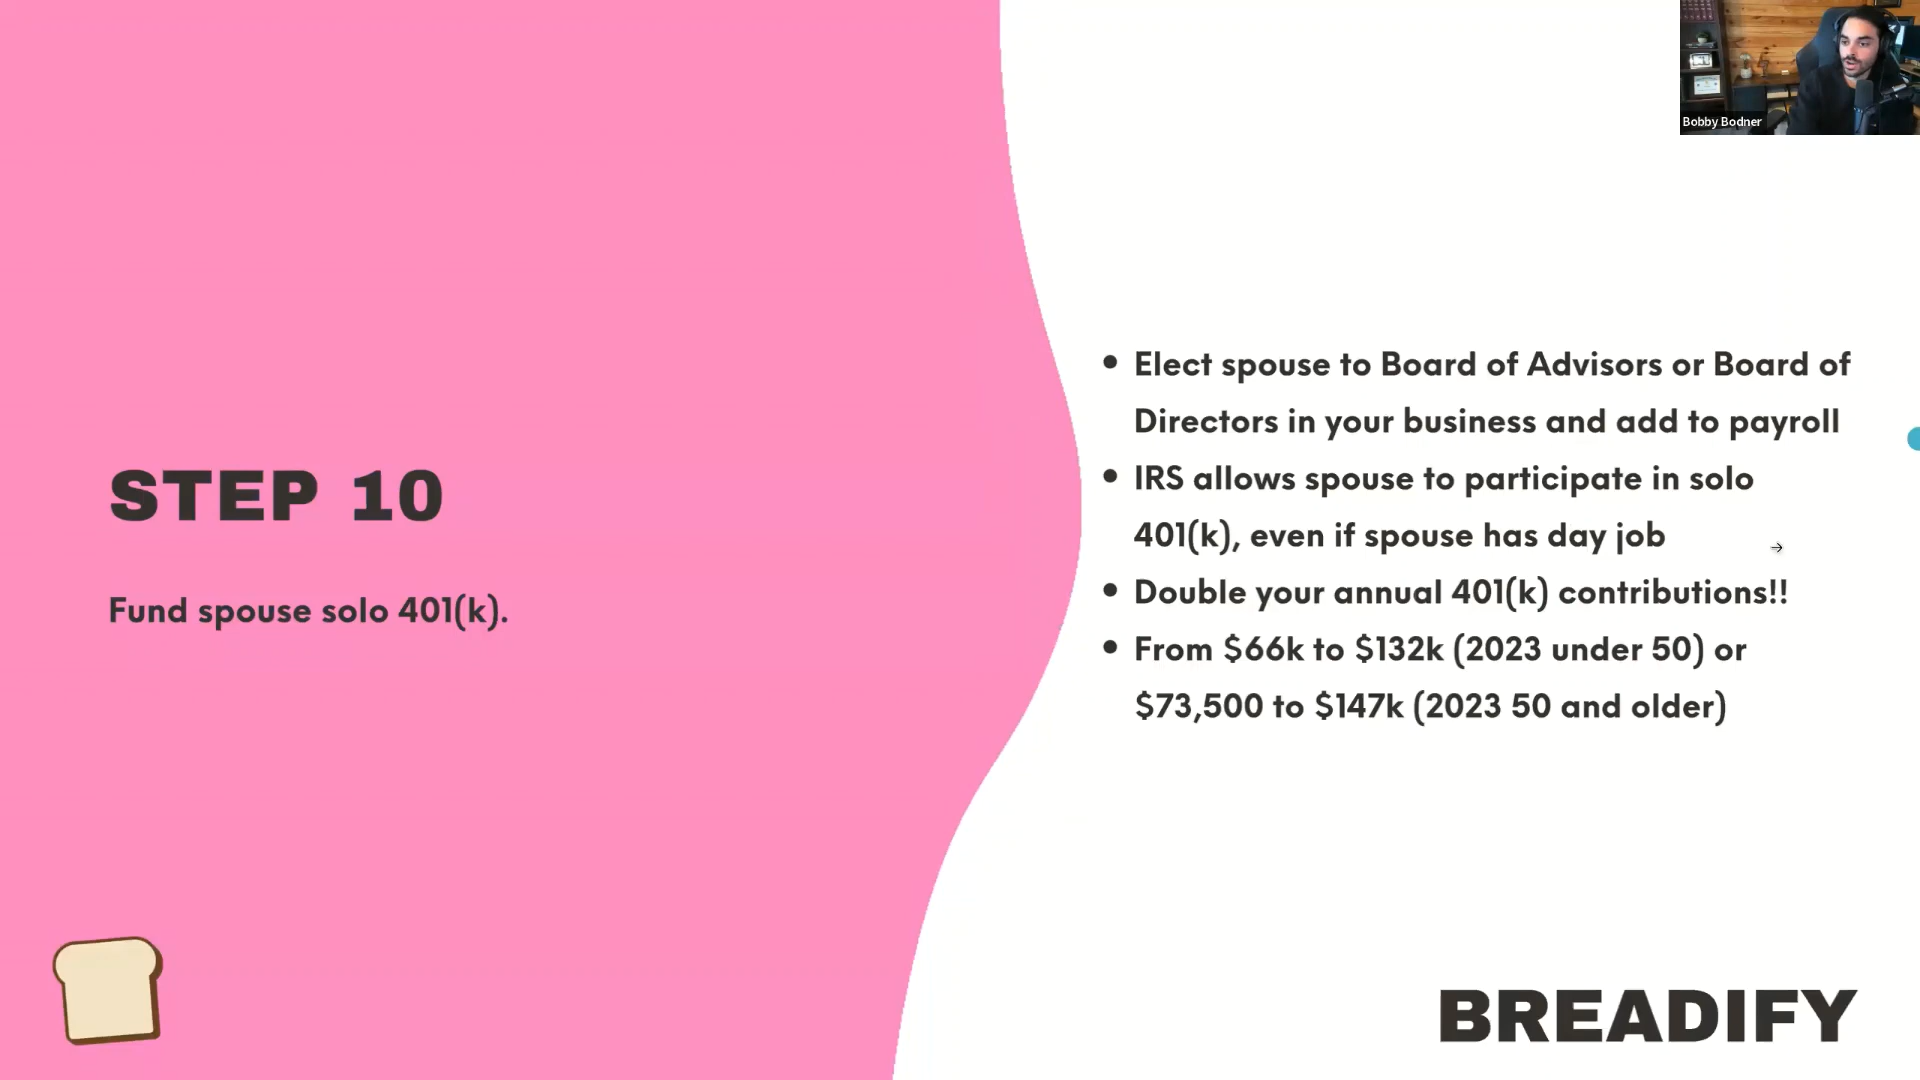 Bobby Bodner
STEP 10
Fund spouse solo 401(k).
• Elect spouse to Board of Advisors or Board of
Directors in your business and add to payroll
• IRS allows spouse to participate in solo
401(k), even if spouse has day job
• Double your annual 401(k) contributions!!
• From $66k to $132k (2023 under 50) or
$73,500 to $147k (2023 50 and older)
BREADIFY